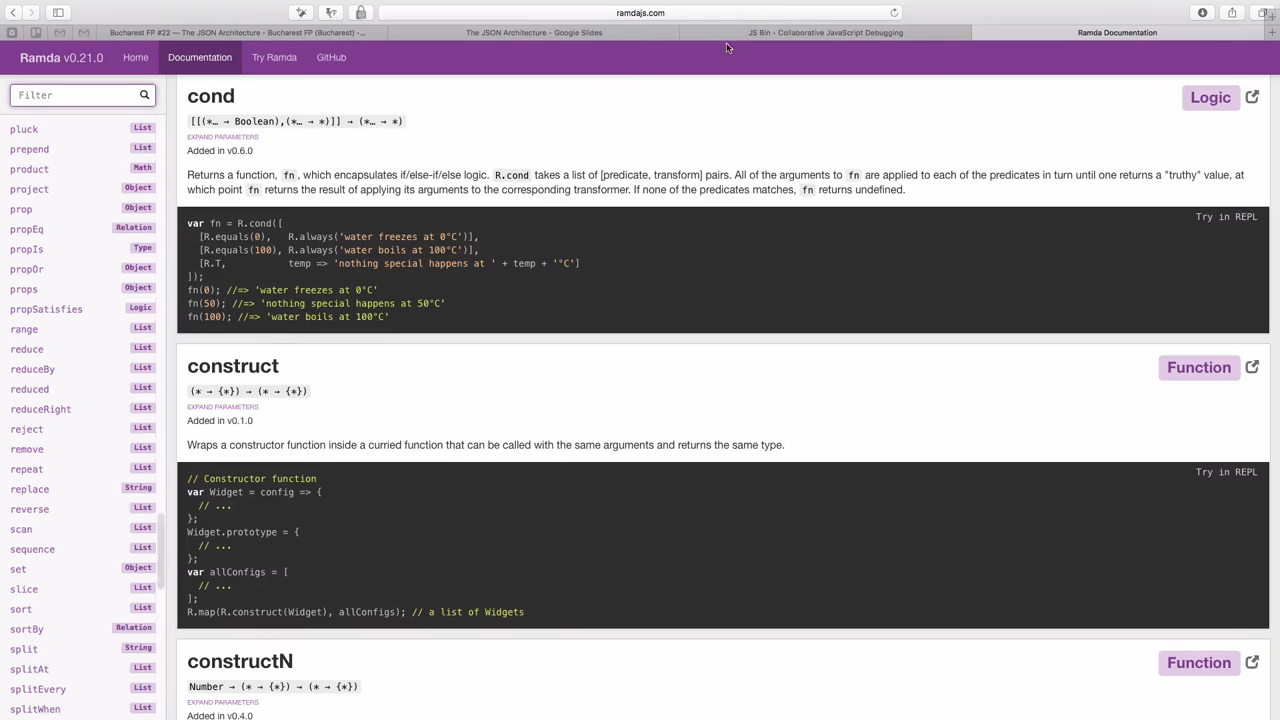 ramdajs.com
Bucharest FP #22 — The JSON Architecture - Bucharest FP (Bucharest) -...
The JSON Architecture - Google Slides
JS Bin - Collaborative JavaScript Debugging
Ramda Documentation
Ramda v0.21.0
Home
Documentation
Try Ramda
GitHub
Filter
pluck List
prepend List
product Math
project Object
prop Object
propEq Relation
propIs Type
propOr Object
props Object
propSatisfies Logic
range List
reduce List
reduceBy List
reduced List
reduceRight List
reject List
remove List
repeat List
replace String
reverse List
scan List
sequence List
set Object
slice List
sort List
sortBy Relation
split String
splitAt List
splitEvery List
splitWhen List
cond
Logic
[[(*… → Boolean),(*… → *)]] → (*… → *)
EXPAND PARAMETERS
Added in v0.6.0
Returns a function, fn, which encapsulates if/else-if/else logic. R.cond takes a list of [predicate, transform] pairs. All of the arguments to fn are applied to each of the predicates in turn until one returns a "truthy" value, at
which point fn returns the result of applying its arguments to the corresponding transformer. If none of the predicates matches, fn returns undefined.
Try in REPL
var fn = R.cond([
[R.equals(0), R.always('water freezes at 0°C')],
[R.equals(100), R.always('water boils at 100°C')],
[R.T, temp => 'nothing special happens at ' + temp + '°C']
]);
fn(0); //=> 'water freezes at 0°C'
fn(50); //=> 'nothing special happens at 50°C'
fn(100); //=> 'water boils at 100°C'
construct
Function
(* → {*}) → (* → {*})
EXPAND PARAMETERS
Added in v0.1.0
Wraps a constructor function inside a curried function that can be called with the same arguments and returns the same type.
Try in REPL
// Constructor function
var Widget = config => {
// ...
};
Widget.prototype = {
// ...
};
var allConfigs = [
// ...
];
R.map(R.construct(Widget), allConfigs); // a list of Widgets
constructN
Function
Number → (* → {*}) → (* → {*})
EXPAND PARAMETERS
Added in v0.4.0